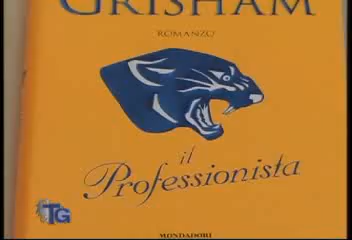 GRISHAM
ROMANZO
il
Professionista
TG
MONDADORI